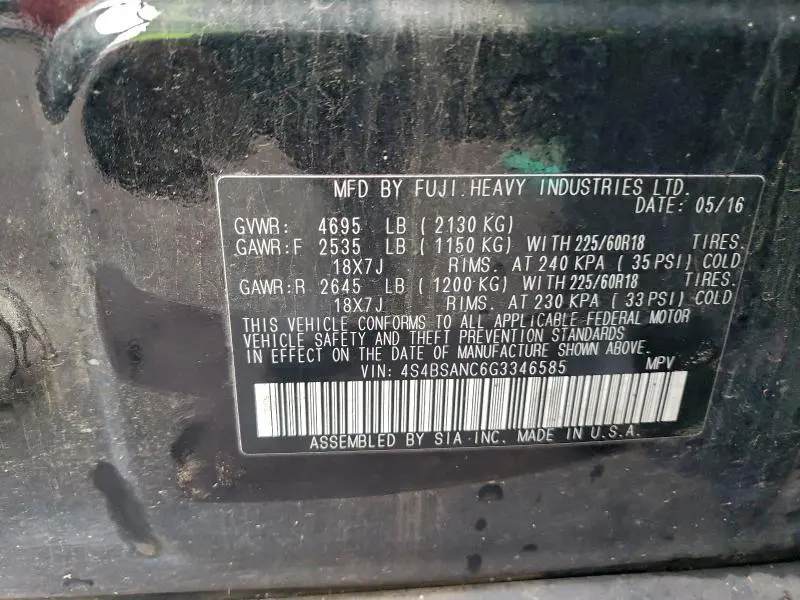 MFD BY FUJI HEAVY INDUSTRIES LTD.
DATE: 05/16
GVWR: 4695 LB ( 2130 KG)
GAWR:F 2535 LB ( 1150 KG) WITH 225/60R18 TIRES.
18X7J RIMS. AT 240 KPA ( 35 PSI) COLD
GAWR:R 2645 LB ( 1200 KG) WITH 225/60R18 TIRES.
18X7J RIMS. AT 230 KPA ( 33 PSI) COLD
THIS VEHICLE CONFORMS TO ALL APPLICABLE FEDERAL MOTOR
VEHICLE SAFETY AND THEFT PREVENTION STANDARDS
IN EFFECT ON THE DATE OF MANUFACTURE SHOWN ABOVE.
VIN: 4S4BSANC6G3346585 MPV
ASSEMBLED BY SIA INC. MADE IN U.S.A.